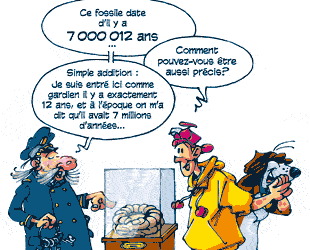 Ce fossile date
d'il y a
7 000 012 ans
...
Comment
pouvez-vous être
aussi précis?
Simple addition :
Je suis entré ici comme
gardien il y a exactement
12 ans, et à l'époque on m'a
dit qu'il avait 7 millions
d'années...